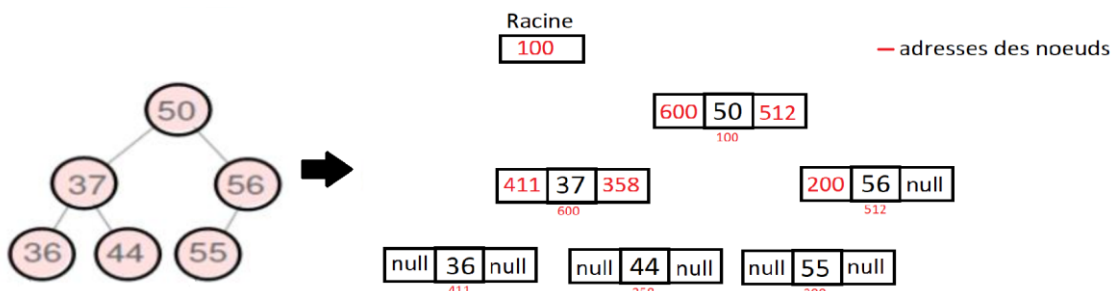 Racine
100
— adresses des noeuds
50
600 50 512
100
37 56
411 37 358
600
200 56 null
512
36 44 55
null 36 null
411
null 44 null
null 55 null